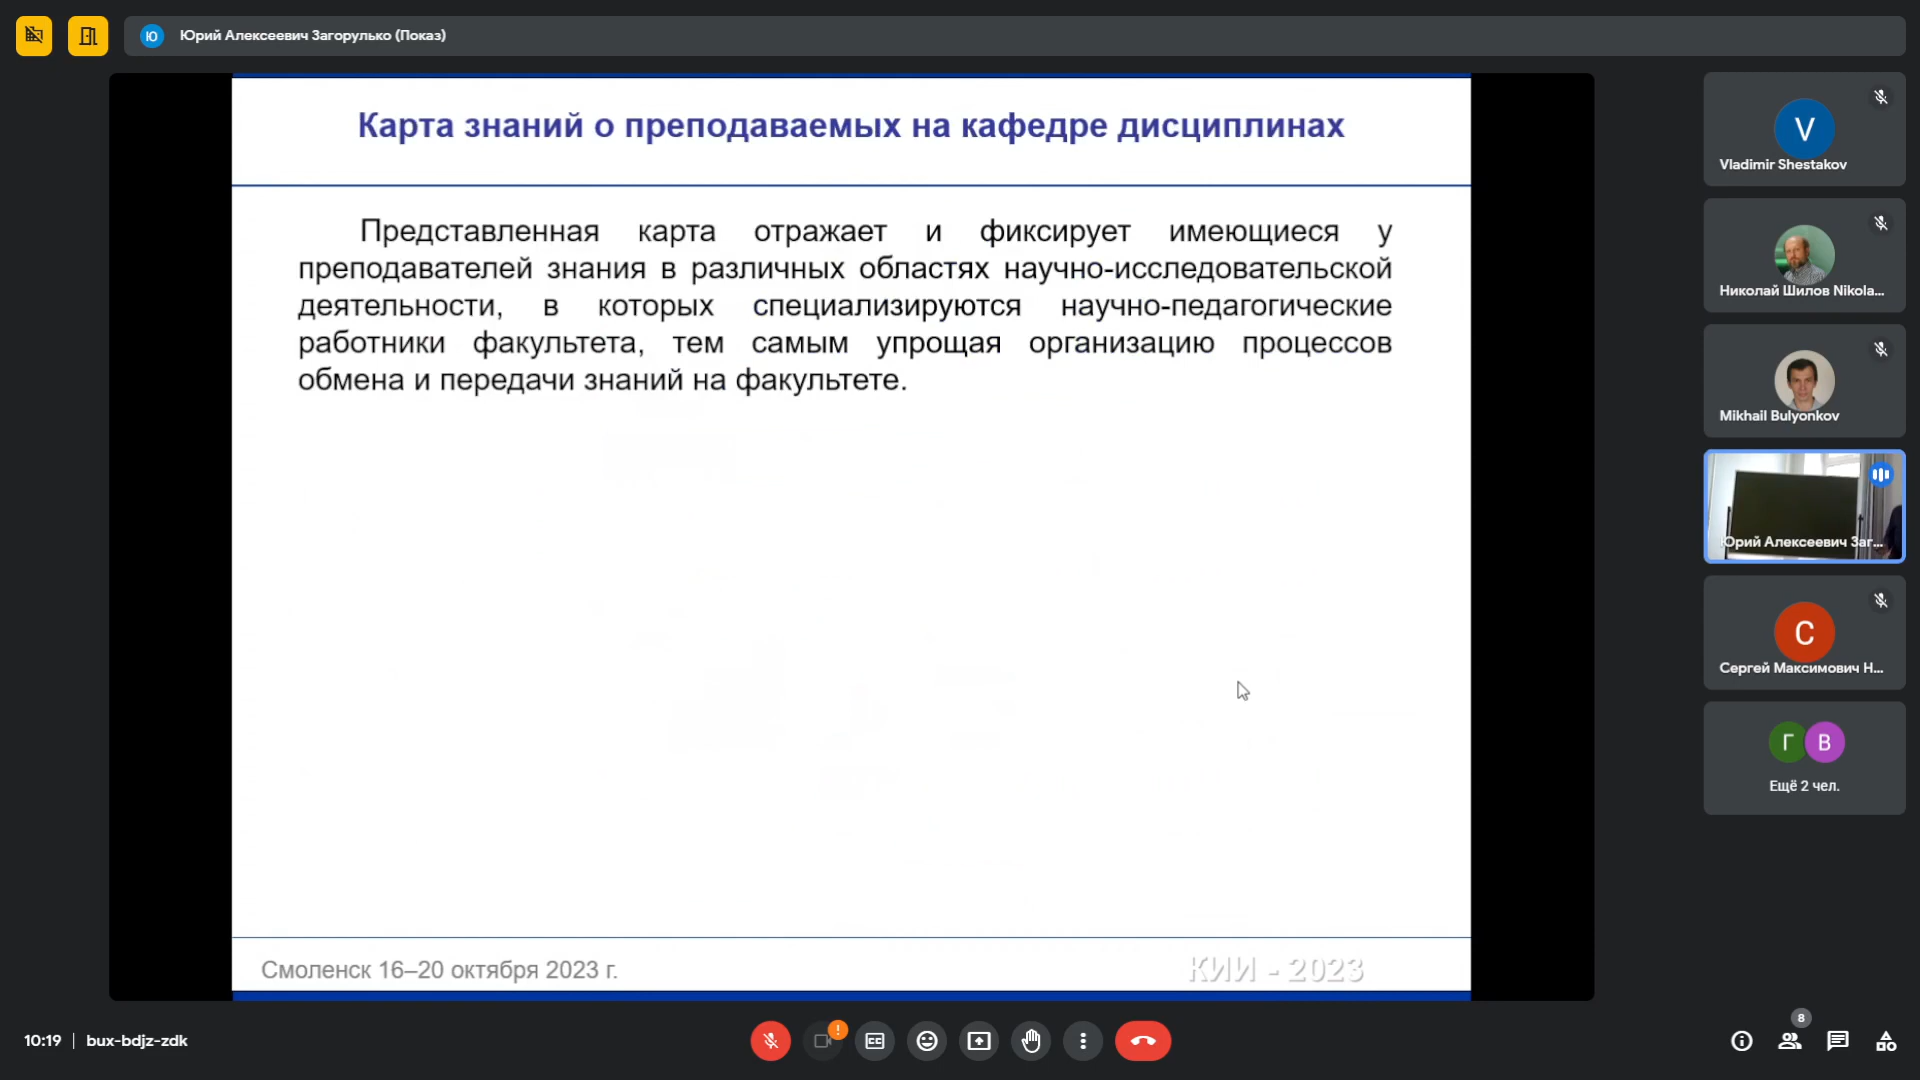 Ю Юрий Алексеевич Загорулько (Показ)
Карта знаний о преподаваемых на кафедре дисциплинах
Представленная карта отражает и фиксирует имеющиеся у
преподавателей знания в различных областях научно-исследовательской
деятельности, в которых специализируются научно-педагогические
работники факультета, тем самым упрощая организацию процессов
обмена и передачи знаний на факультете.
Смоленск 16–20 октября 2023 г.
КИИ - 2023
V
Vladimir Shestakov
Николай Шилов Nikola...
Mikhail Bulyonkov
Юрий Алексеевич Заг...
С
Сергей Максимович Н...
Г В
Ещё 2 чел.
10:19 | bux-bdjz-zdk
!
CC
8